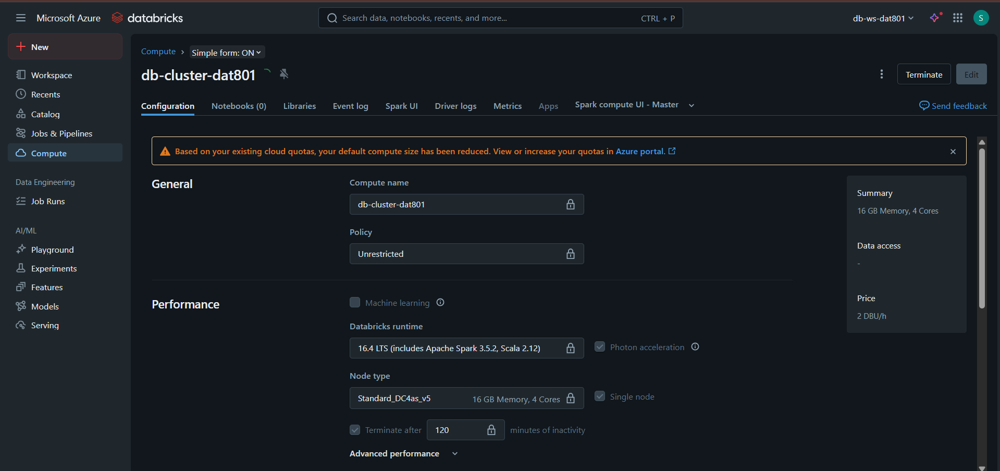 Microsoft Azure
databricks
Search data, notebooks, recents, and more...
CTRL + P
db-ws-dat801
S
New
Workspace
Recents
Catalog
Jobs & Pipelines
Compute
Data Engineering
Job Runs
AI/ML
Playground
Experiments
Features
Models
Serving
Compute
Simple form: ON
db-cluster-dat801
Terminate
Edit
Configuration
Notebooks (0)
Libraries
Event log
Spark UI
Driver logs
Metrics
Apps
Spark compute UI - Master
Send feedback
Based on your existing cloud quotas, your default compute size has been reduced. View or increase your quotas in Azure portal.
General
Compute name
db-cluster-dat801
Policy
Unrestricted
Performance
Machine learning
Databricks runtime
16.4 LTS (includes Apache Spark 3.5.2, Scala 2.12)
Photon acceleration
Node type
Standard_DC4as_v5
16 GB Memory, 4 Cores
Single node
Terminate after
120
minutes of inactivity
Advanced performance
Summary
16 GB Memory, 4 Cores
Data access
-
Price
2 DBU/h